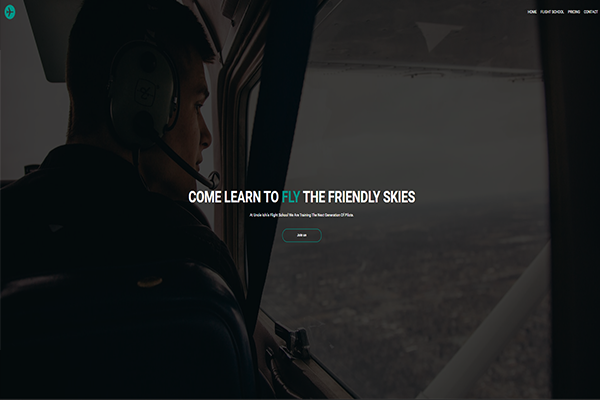 HOME FLIGHT SCHOOL PRICING CONTACT
COME LEARN TO FLY THE FRIENDLY SKIES
At Uncle Ish's Flight School We Are Training The Next Generation Of Pilots.
Join us